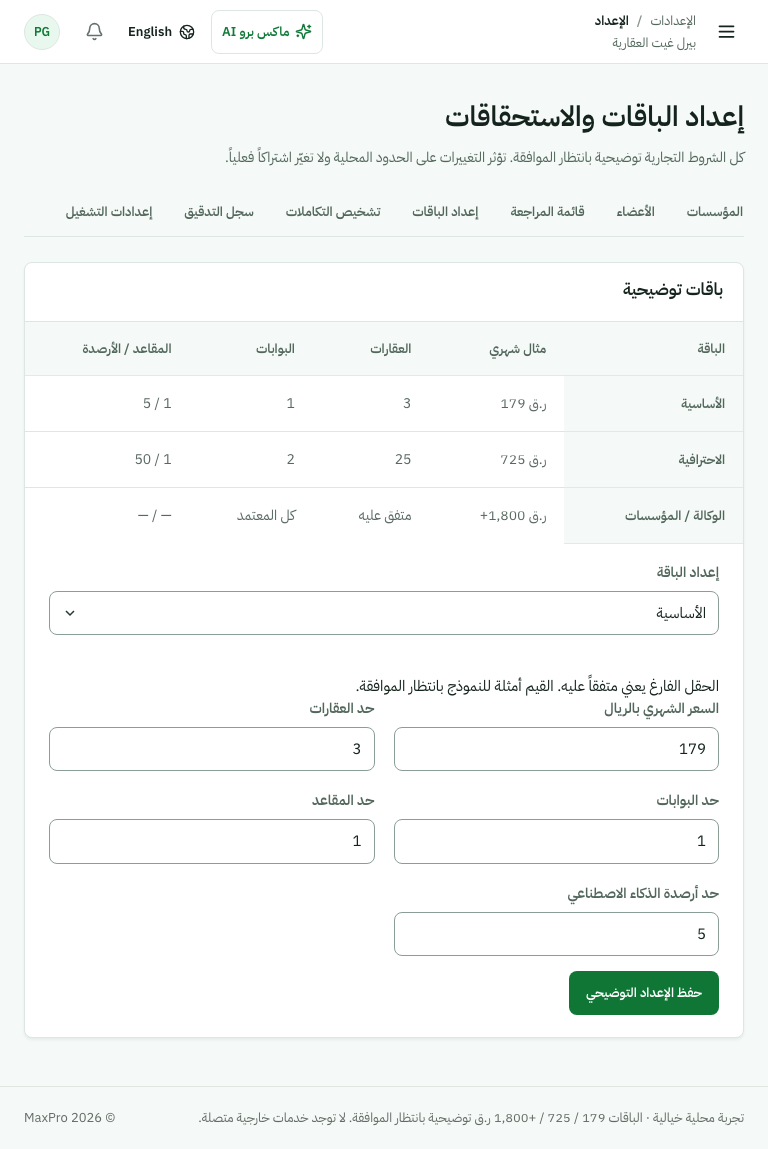 الإعدادات / الإعداد
بيرل غيت العقارية
ماكس برو AI
English
PG
إعداد الباقات والاستحقاقات
كل الشروط التجارية توضيحية بانتظار الموافقة. تؤثر التغييرات على الحدود المحلية ولا تغيّر اشتراكاً فعلياً.
المؤسسات الأعضاء قائمة المراجعة إعداد الباقات تشخيص التكاملات سجل التدقيق إعدادات التشغيل
باقات توضيحية
الباقة مثال شهري العقارات البوابات المقاعد / الأرصدة
الأساسية 179 ر.ق 3 1 1 / 5
الاحترافية 725 ر.ق 25 2 1 / 50
الوكالة / المؤسسات 1,800+ ر.ق متفق عليه كل المعتمد — / —
إعداد الباقة
الأساسية
الحقل الفارغ يعني متفقاً عليه. القيم أمثلة للنموذج بانتظار الموافقة.
السعر الشهري بالريال حد العقارات
179 3
حد البوابات حد المقاعد
1 1
حد أرصدة الذكاء الاصطناعي
5
حفظ الإعداد التوضيحي
تجربة محلية خيالية · الباقات 179 / 725 / 1,800+ ر.ق توضيحية بانتظار الموافقة. لا توجد خدمات خارجية متصلة.
© 2026 MaxPro